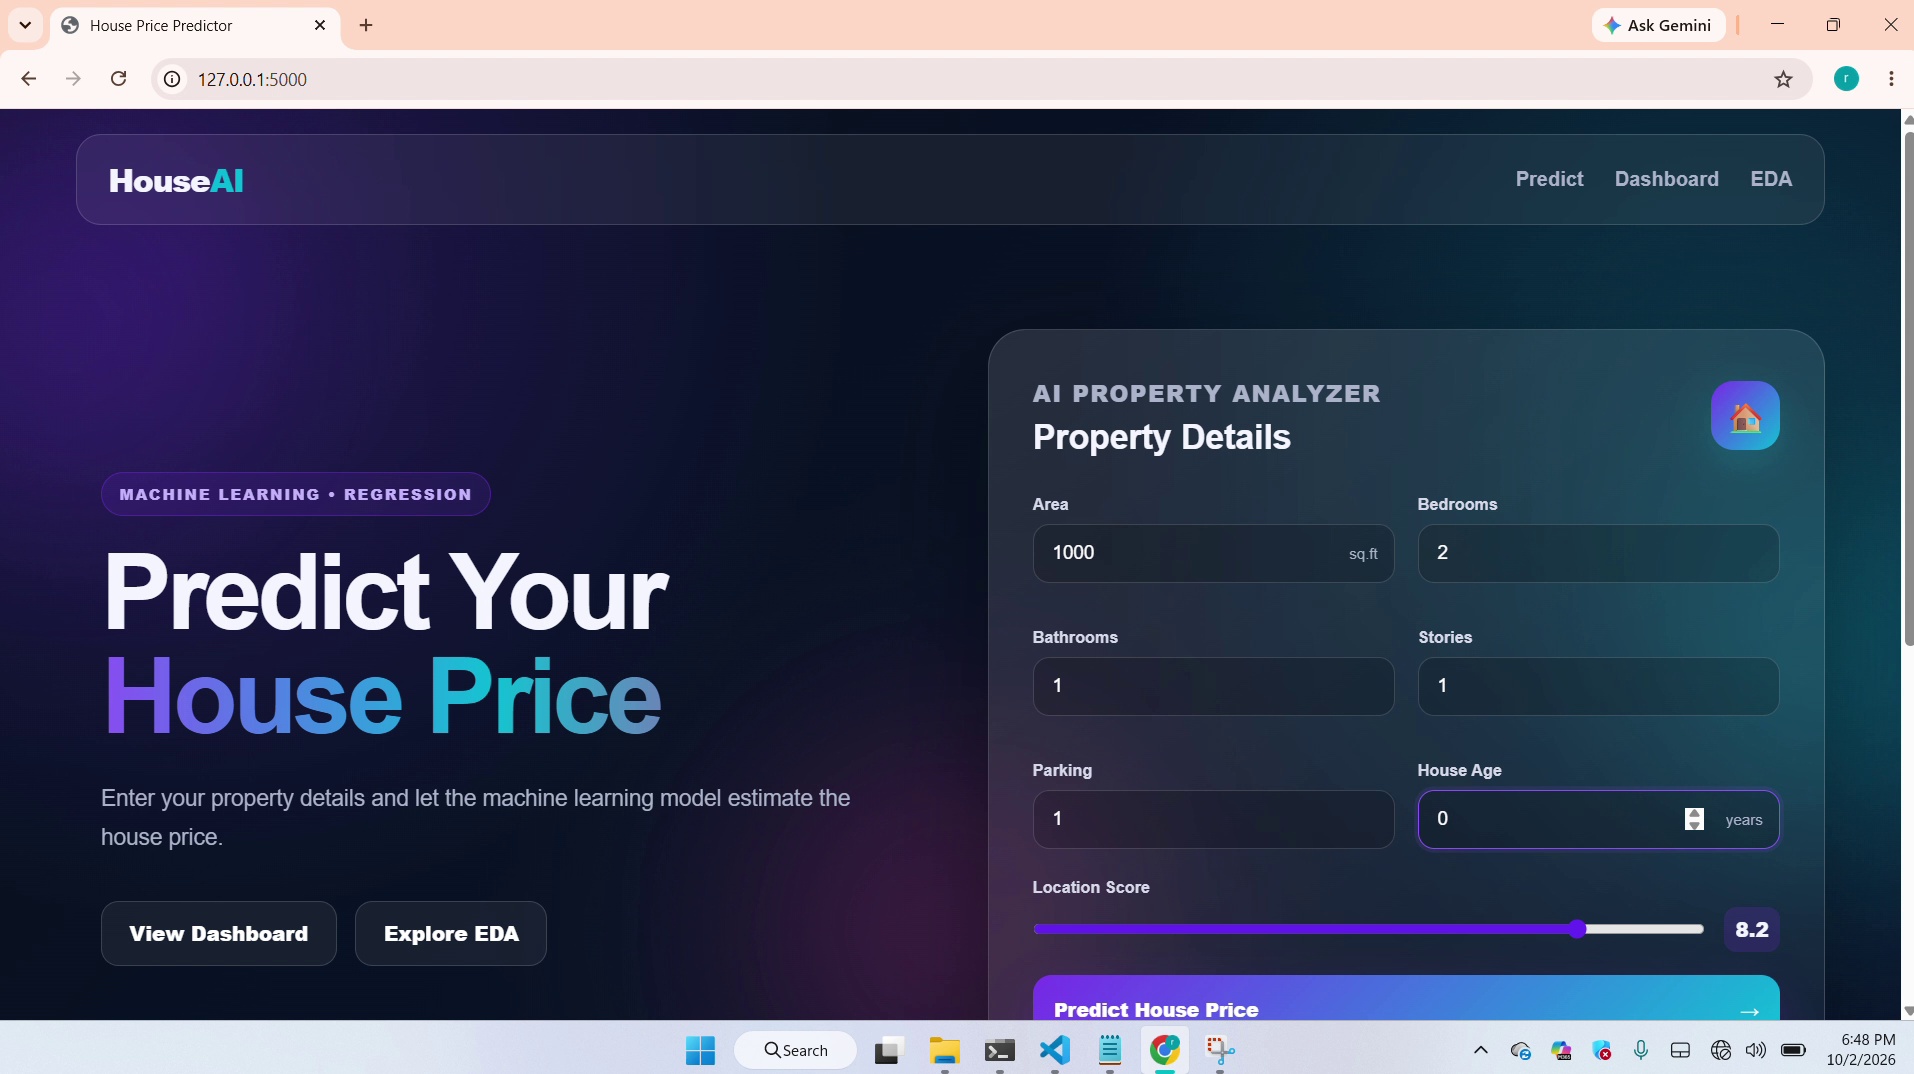 House Price Predictor
Ask Gemini
127.0.0.1:5000
r
HouseAI
Predict
Dashboard
EDA
MACHINE LEARNING • REGRESSION
Predict Your
House Price
Enter your property details and let the machine learning model estimate the
house price.
View Dashboard
Explore EDA
AI PROPERTY ANALYZER
Property Details
Area
Bedrooms
1000 sq.ft
2
Bathrooms
Stories
1
1
Parking
House Age
1
0 years
Location Score
8.2
Predict House Price →
Search
6:48 PM
10/2/2026